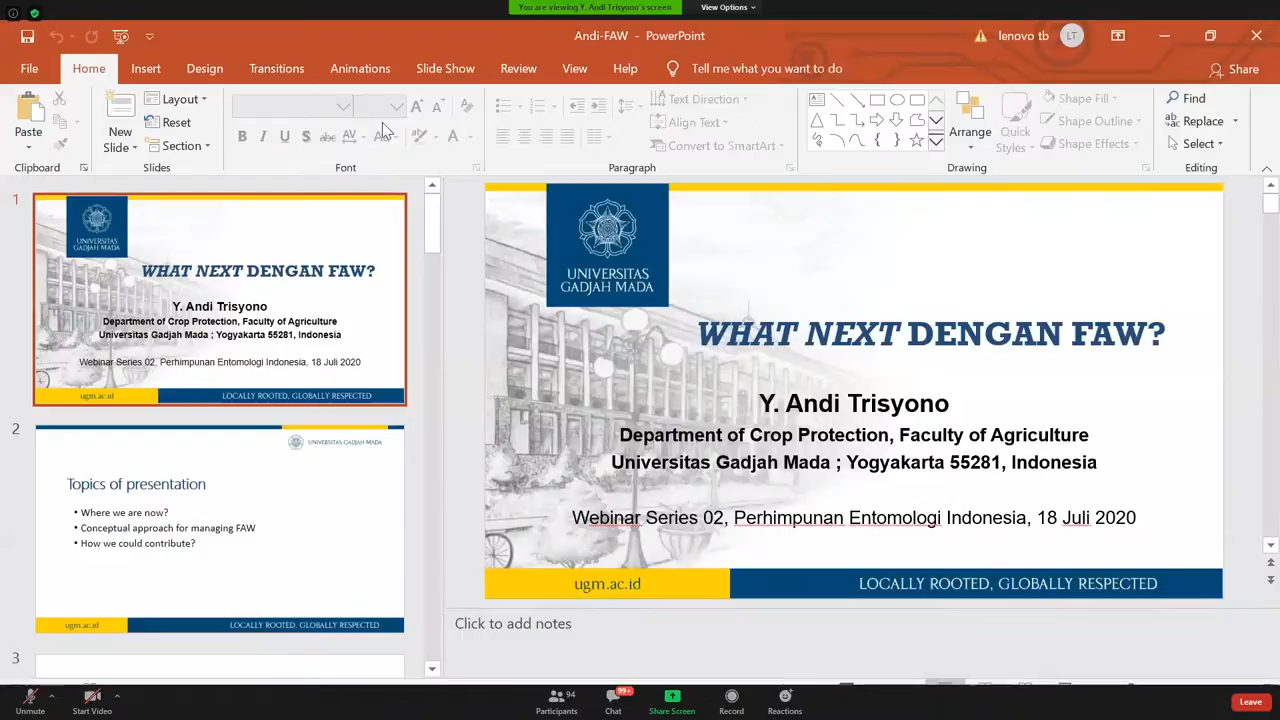 You are viewing Y. Andi Trisyono's screen
View Options
Andi-FAW - PowerPoint
lenovo tb
LT
File
Home
Insert
Design
Transitions
Animations
Slide Show
Review
View
Help
Tell me what you want to do
Share
Paste
Clipboard
New
Slide
Layout
Reset
Section
Slides
Font
Text Direction
Align Text
Convert to SmartArt
Paragraph
Arrange
Quick
Styles
Shape Fill
Shape Outline
Shape Effects
Drawing
Find
Replace
Select
Editing
1
UNIVERSITAS
GADJAH MADA
WHAT NEXT DENGAN FAW?
Y. Andi Trisyono
Department of Crop Protection, Faculty of Agriculture
Universitas Gadjah Mada ; Yogyakarta 55281, Indonesia
Webinar Series 02, Perhimpunan Entomologi Indonesia, 18 Juli 2020
ugm.ac.id
LOCALLY ROOTED, GLOBALLY RESPECTED
2
UNIVERSITAS GADJAH MADA
Topics of presentation
• Where we are now?
• Conceptual approach for managing FAW
• How we could contribute?
ugm.ac.id
LOCALLY ROOTED, GLOBALLY RESPECTED
3
UNIVERSITAS
GADJAH MADA
WHAT NEXT DENGAN FAW?
Y. Andi Trisyono
Department of Crop Protection, Faculty of Agriculture
Universitas Gadjah Mada ; Yogyakarta 55281, Indonesia
Webinar Series 02, Perhimpunan Entomologi Indonesia, 18 Juli 2020
ugm.ac.id
LOCALLY ROOTED, GLOBALLY RESPECTED
Click to add notes
Unmute
Start Video
94
Participants
99+
Chat
Share Screen
Record
Reactions
Leave